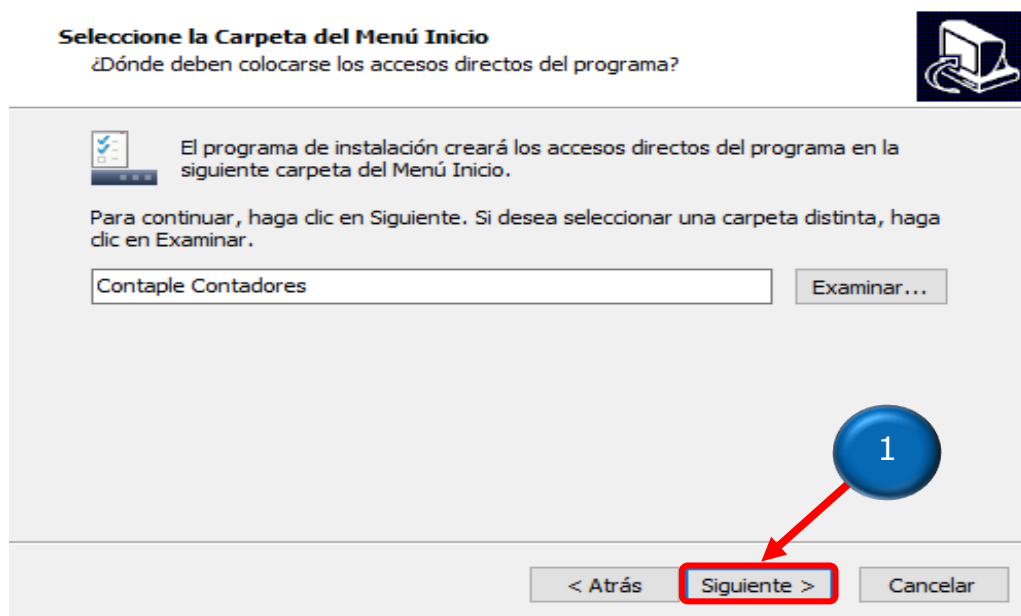 Seleccione la Carpeta del Menú Inicio
¿Dónde deben colocarse los accesos directos del programa?
El programa de instalación creará los accesos directos del programa en la
siguiente carpeta del Menú Inicio.
Para continuar, haga clic en Siguiente. Si desea seleccionar una carpeta distinta, haga
clic en Examinar.
Contaple Contadores
Examinar...
1
< Atrás
Siguiente >
Cancelar